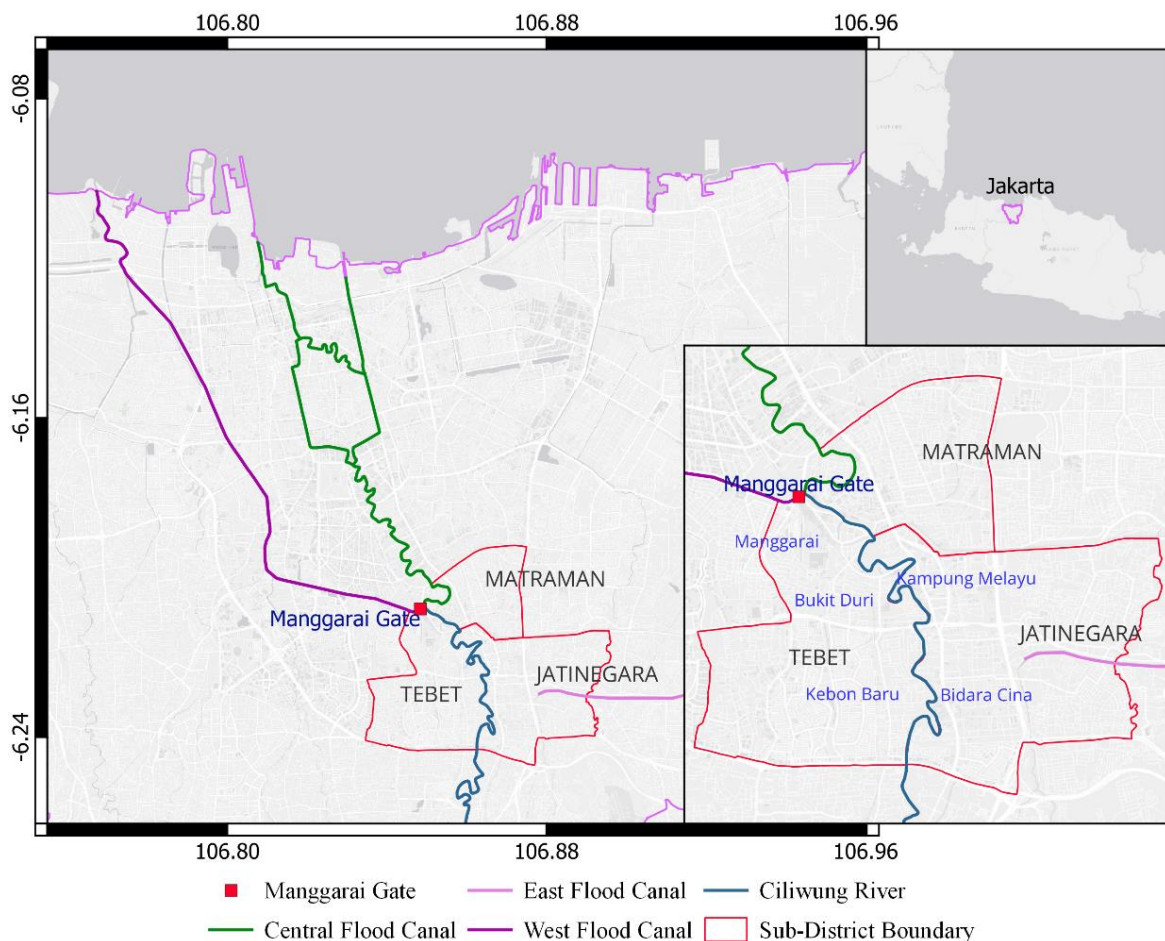 106.80
106.88
106.96
-6.08
-6.16
-6.24
Jakarta
MATRAMAN
Manggarai Gate
JATINEGARA
TEBET
MATRAMAN
Manggarai Gate
Manggarai
Kampung Melayu
Bukit Duri
JATINEGARA
TEBET
Kebon Baru
Bidara Cina
106.80
106.88
106.96
Manggarai Gate
East Flood Canal
Ciliwung River
Central Flood Canal
West Flood Canal
Sub-District Boundary